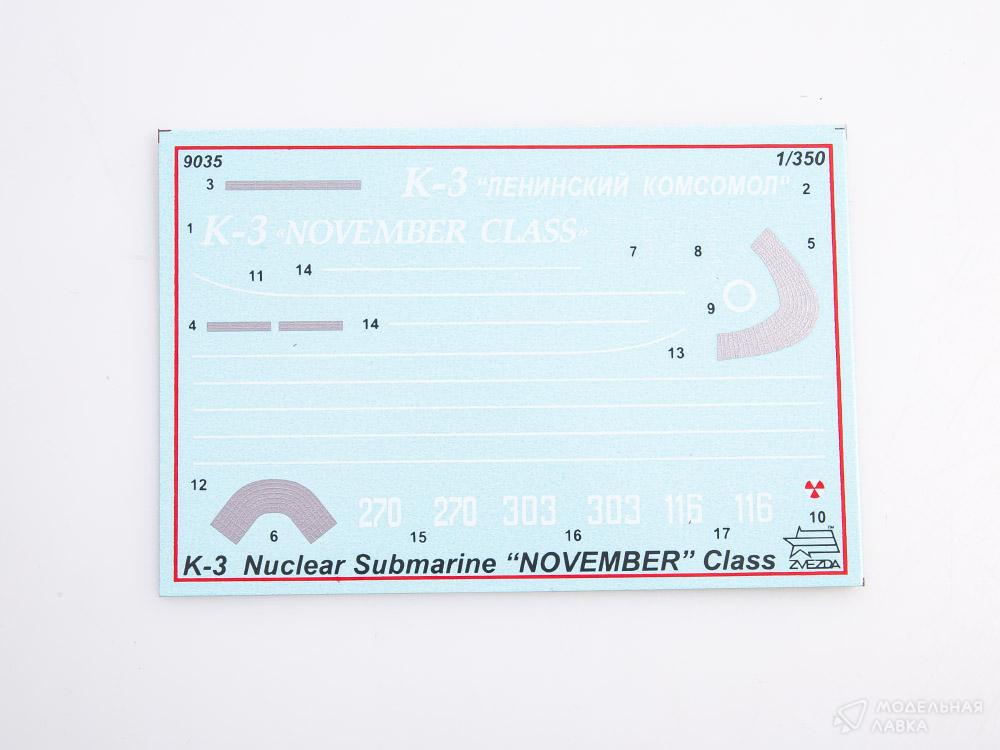 9035 1/350
3 K-3 "ЛЕНИНСКИЙ КОМСОМОЛ" 2
1 K-3 «NOVEMBER CLASS» 7 8 5
11 14
9
4 14
13
12
270 270 303 303 116 116
6 15 16 17 10
K-3 Nuclear Submarine “NOVEMBER” Class
ZVEZDA
TM
МОДЕЛЬНАЯ
ЛАВКА